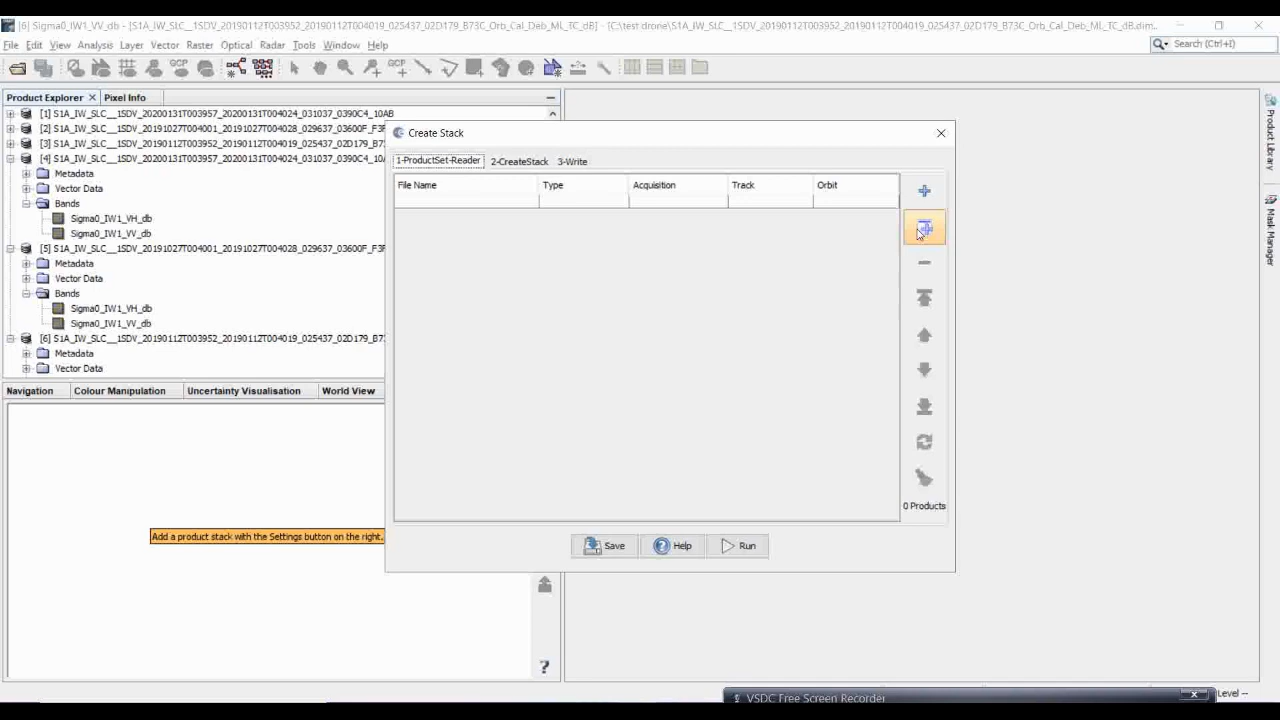 [6] Sigma0_IW1_VV_db - [S1A_IW_SLC__1SDV_20190112T003952_20190112T004019_025437_02D179_B73C_Orb_Cal_Deb_ML_TC_dB] - [C:\test\drone\S1A_IW_SLC__1SDV_20190112T003952_20190112T004019_025437_02D179_B73C_Orb_Cal_Deb_ML_TC_dB.dim...
File Edit View Analysis Layer Vector Raster Optical Radar Tools Window Help
Search (Ctrl+I)
GCP GCP
Product Explorer Pixel Info
[1] S1A_IW_SLC__1SDV_20200131T003957_20200131T004024_031037_0390C4_10AB
[2] S1A_IW_SLC__1SDV_20191027T004001_20191027T004028_029637_03600F_F3F
[3] S1A_IW_SLC__1SDV_20190112T003952_20190112T004019_025437_02D179_B7
[4] S1A_IW_SLC__1SDV_20200131T003957_20200131T004024_031037_0390C4_10A
Metadata
Vector Data
Bands
Sigma0_IW1_VH_db
Sigma0_IW1_VV_db
[5] S1A_IW_SLC__1SDV_20191027T004001_20191027T004028_029637_03600F_F3F
Metadata
Vector Data
Bands
Sigma0_IW1_VH_db
Sigma0_IW1_VV_db
[6] S1A_IW_SLC__1SDV_20190112T003952_20190112T004019_025437_02D179_B7
Metadata
Vector Data
Navigation Colour Manipulation Uncertainty Visualisation World View
Add a product stack with the Settings button on the right.
?
Create Stack
1-ProductSet-Reader 2-CreateStack 3-Write
File Name Type Acquisition Track Orbit
0 Products
Save Help Run
Product Library
Mask Manager
VSDC Free Screen Recorder
Level --